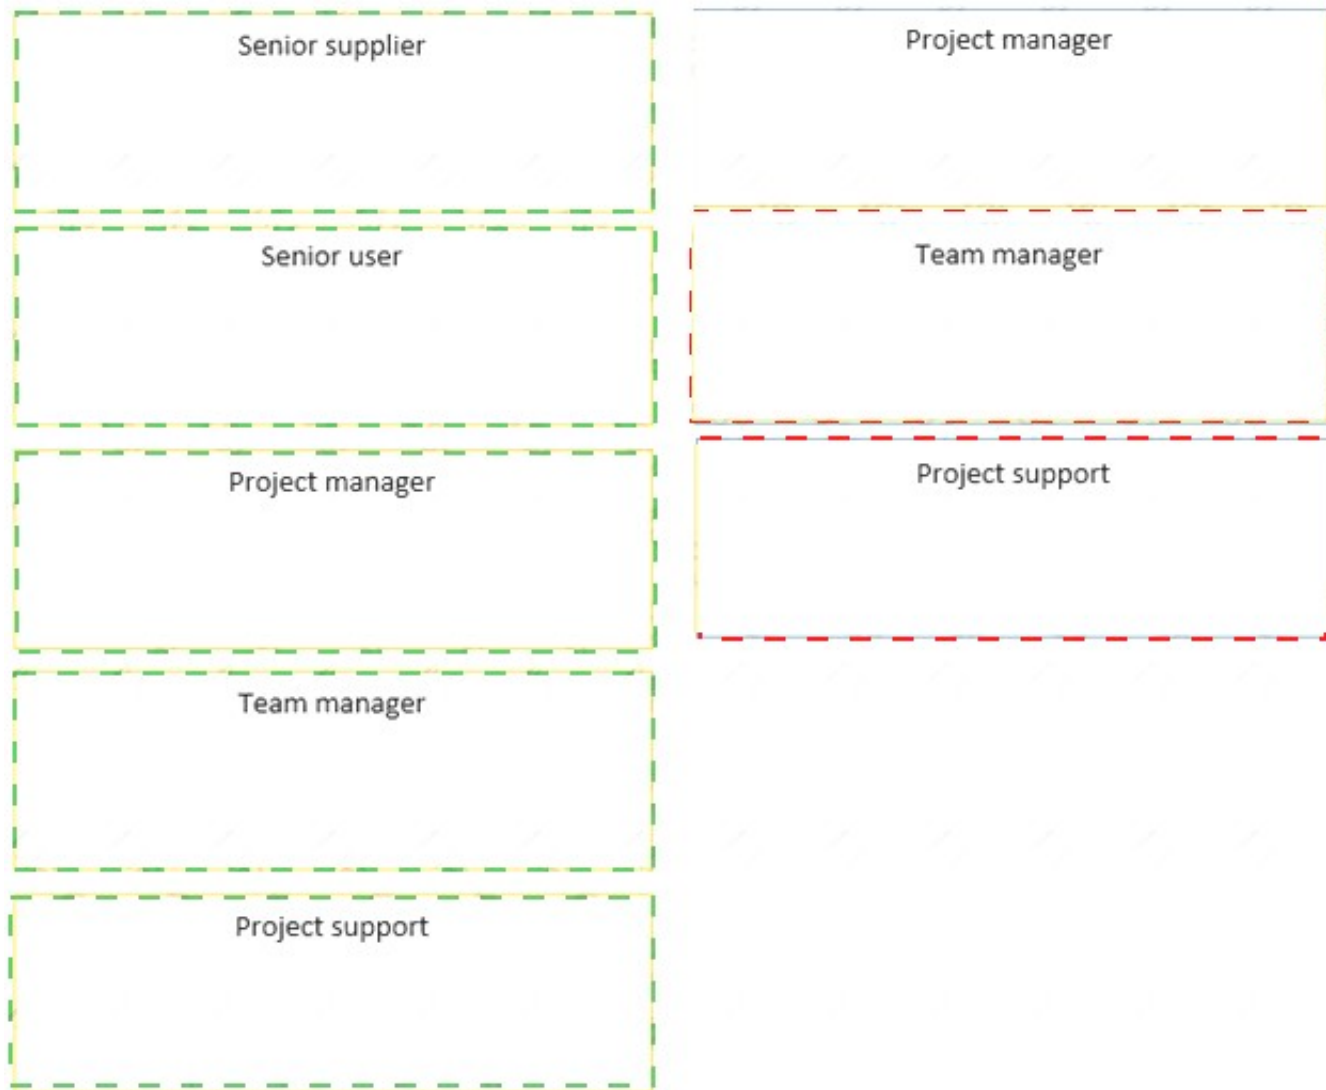 Senior supplier
Senior user
Project manager
Team manager
Project support
Project manager
Team manager
Project support